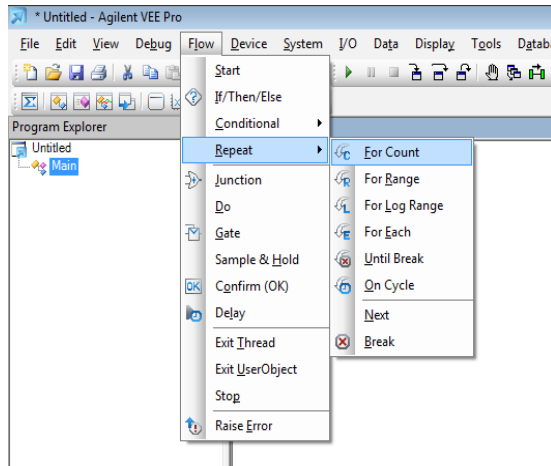 * Untitled - Agilent VEE Pro
File Edit View Debug Flow Device System I/O Data Display Tools Databa
Program Explorer
Untitled
Main
Start
If/Then/Else
Conditional
Repeat
Junction
Do
Gate
Sample & Hold
OK Confirm (OK)
Delay
Exit Thread
Exit UserObject
Stop
Raise Error
For Count
For Range
For Log Range
For Each
Until Break
On Cycle
Next
Break